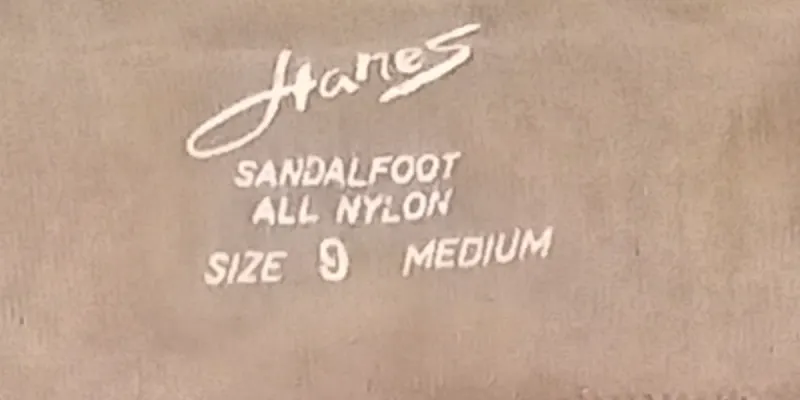 Hanes
SANDALFOOT
ALL NYLON
SIZE 9 MEDIUM